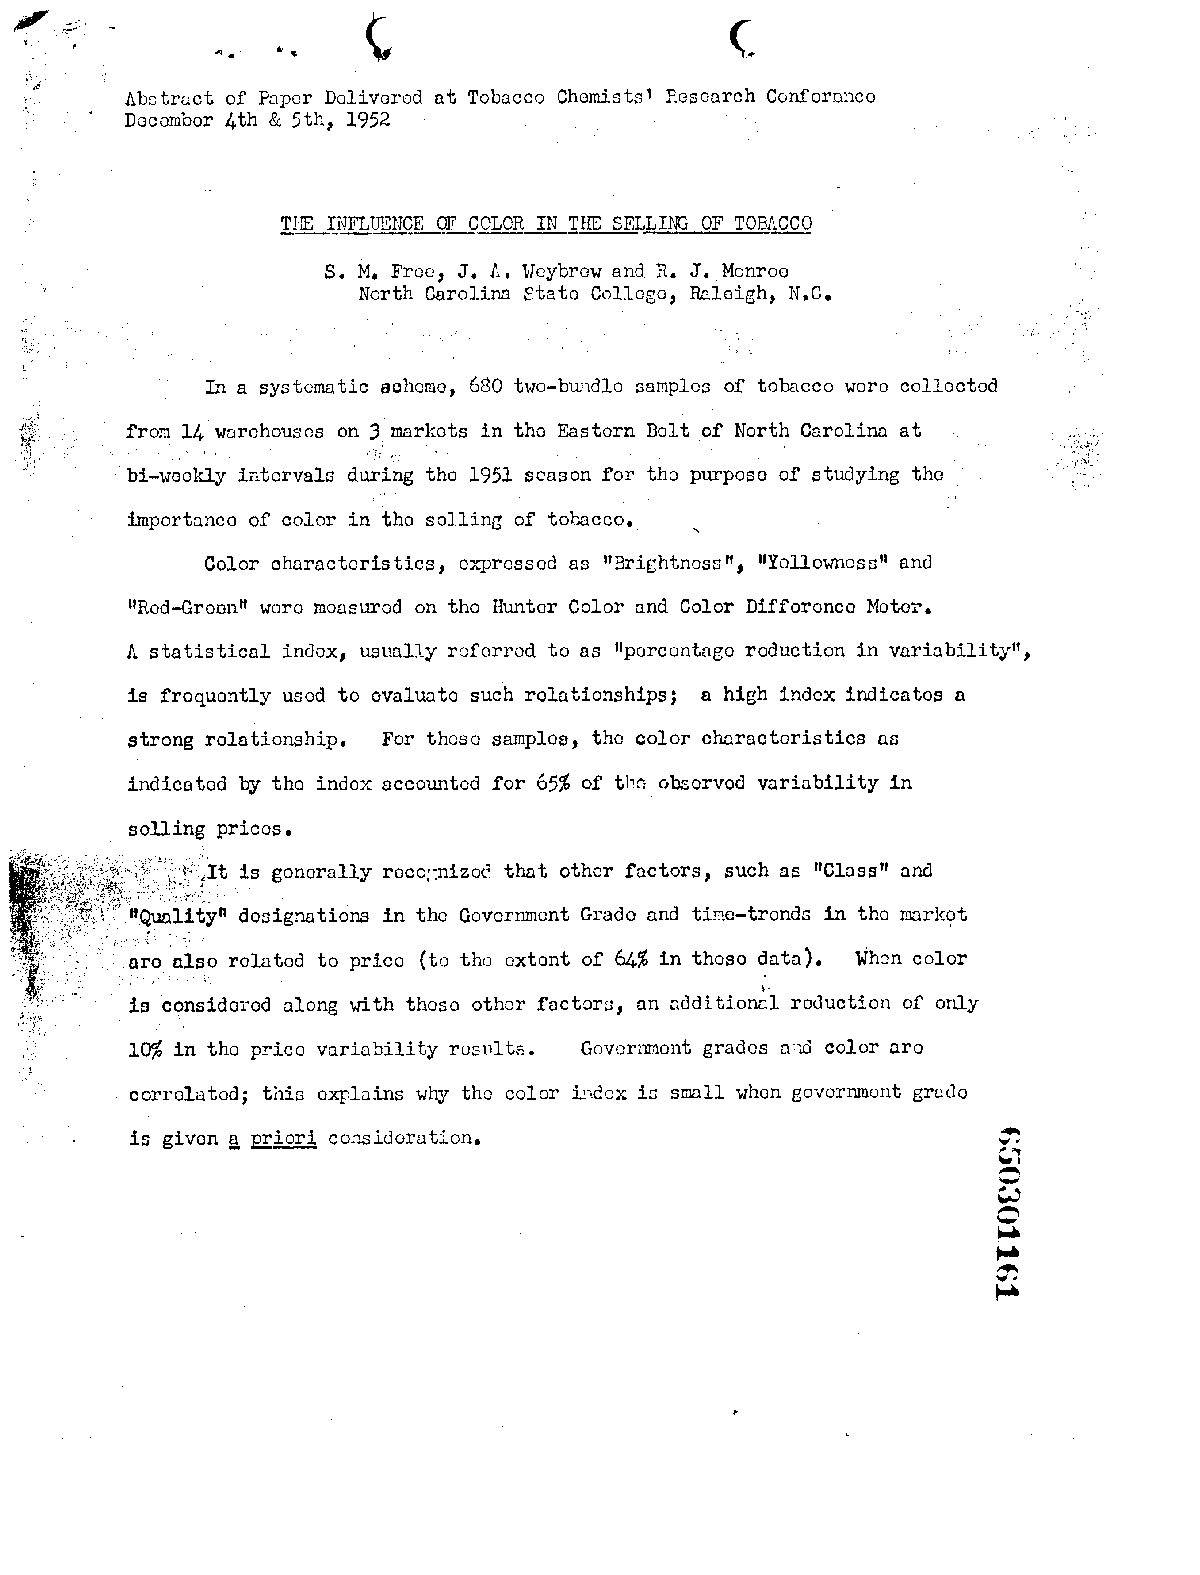 Abstract of Paper Delivered at Tobacco Chemists' Research Conference
December 4th & 5th, 1952
THE INFLUENCE OF COLOR IN THE SELLING OF TOBACCO
S. M. Free, J. A. Weybrew and R. J. Monroe
North Carolina State College, Raleigh, N.C.
In a systematic scheme, 680 two-bundle samples of tobacco were collected
from 14 warehouses on 3 markets in the Eastern Belt of North Carolina at
bi-weekly intervals during the 1951 season for the purpose of studying the
importance of color in the selling of tobacco.
Color characteristics, expressed as "Brightness", "Yellowness" and
"Red-Green" were measured on the Hunter Color and Color Difference Meter.
A statistical index, usually referred to as "percentage reduction in variability",
is frequently used to evaluate such relationships; a high index indicates a
strong relationship. For these samples, the color characteristics as
indicated by the index accounted for 65% of the observed variability in
selling prices.
It is generally recognized that other factors, such as "Class" and
"Quality" designations in the Government Grade and time-trends in the market
are also related to price (to the extent of 64% in these data). When color
is considered along with these other factors, an additional reduction of only
10% in the price variability results. Government grades and color are
correlated; this explains why the color index is small when government grade
is given a priori consideration.
650301161